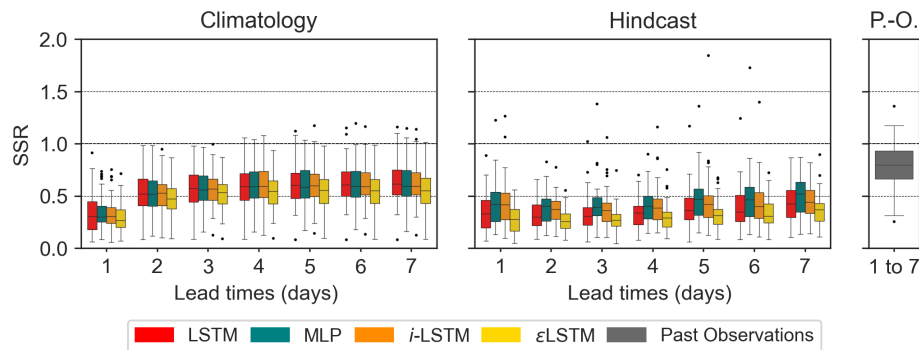 Climatology Hindcast P.-O.
2.0
1.5
1.0
0.5
0.0
SSR
1 2 3 4 5 6 7 1 2 3 4 5 6 7 1 to 7
Lead times (days) Lead times (days)
LSTM MLP i-LSTM εLSTM Past Observations